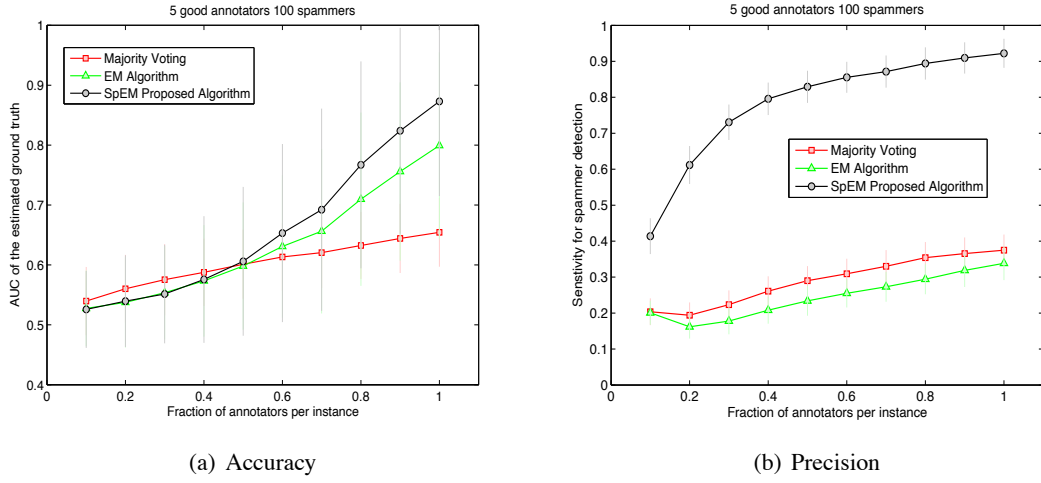 5 good annotators 100 spammers
1
0.9
0.8
0.7
0.6
0.5
0.4
AUC of the estimated ground truth
Majority Voting
EM Algorithm
SpEM Proposed Algorithm
0 0.2 0.4 0.6 0.8 1
Fraction of annotators per instance
(a) Accuracy
5 good annotators 100 spammers
1
0.9
0.8
0.7
0.6
0.5
0.4
0.3
0.2
0.1
0
Senstivity for spammer detection
Majority Voting
EM Algorithm
SpEM Proposed Algorithm
0 0.2 0.4 0.6 0.8 1
Fraction of annotators per instance
(b) Precision